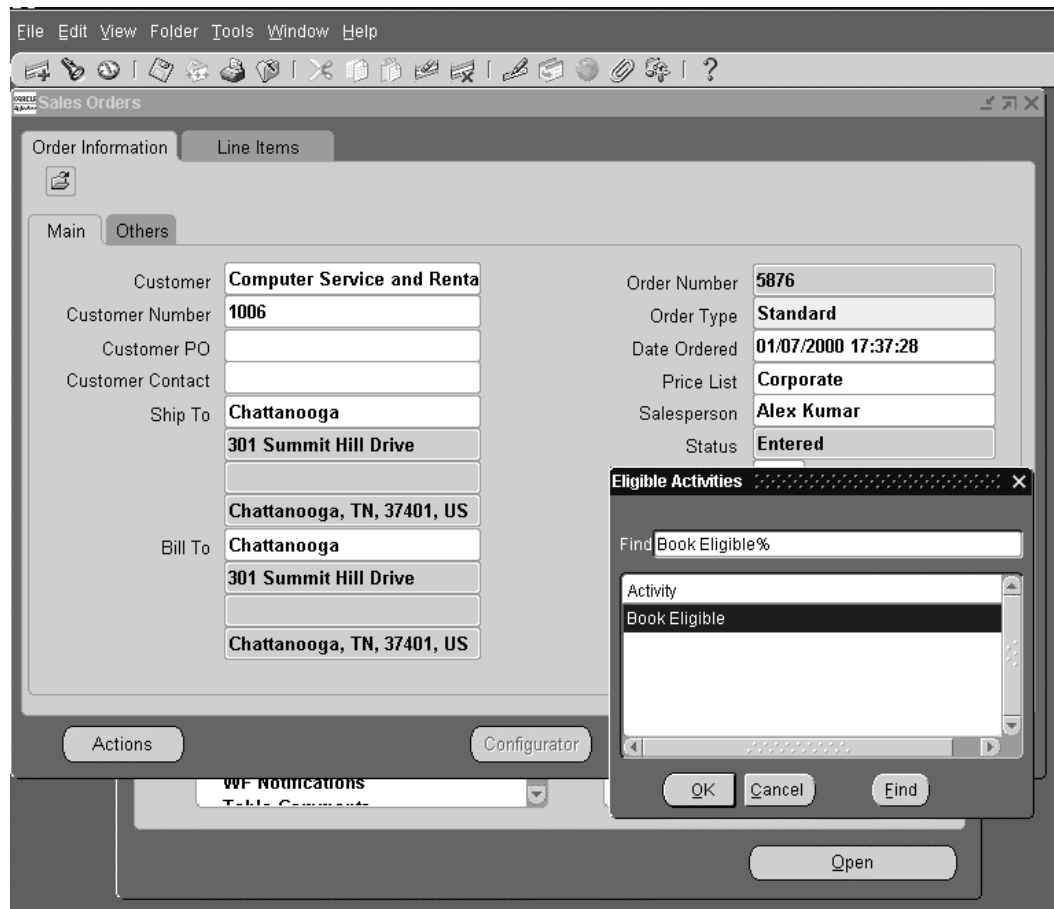 File Edit View Folder Tools Window Help
Sales Orders
Order Information Line Items
Main Others
Customer Computer Service and Renta
Order Number 5876
Customer Number 1006
Order Type Standard
Customer PO
Date Ordered 01/07/2000 17:37:28
Customer Contact
Price List Corporate
Ship To Chattanooga
Salesperson Alex Kumar
301 Summit Hill Drive
Status Entered
Chattanooga, TN, 37401, US
Bill To Chattanooga
301 Summit Hill Drive
Chattanooga, TN, 37401, US
Eligible Activities
Find Book Eligible%
Activity
Book Eligible
OK Cancel Find
Actions Configurator
WF Notifications
Open